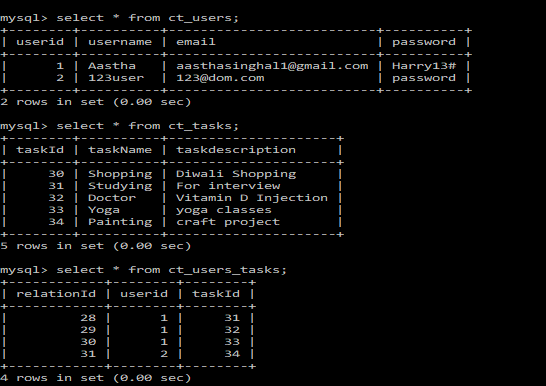 mysql> select * from ct_users;
+--------+----------+--------------------------+----------+
| userid | username | email | password |
+--------+----------+--------------------------+----------+
| 1 | Aastha | aasthasinghal1@gmail.com | Harry13# |
| 2 | 123user | 123@dom.com | password |
+--------+----------+--------------------------+----------+
2 rows in set (0.00 sec)
mysql> select * from ct_tasks;
+--------+----------+---------------------+
| taskId | taskName | taskdescription |
+--------+----------+---------------------+
| 30 | Shopping | Diwali Shopping |
| 31 | Studying | For interview |
| 32 | Doctor | Vitamin D Injection |
| 33 | Yoga | yoga classes |
| 34 | Painting | craft project |
+--------+----------+---------------------+
5 rows in set (0.00 sec)
mysql> select * from ct_users_tasks;
+------------+--------+--------+
| relationId | userid | taskId |
+------------+--------+--------+
| 28 | 1 | 31 |
| 29 | 1 | 32 |
| 30 | 1 | 33 |
| 31 | 2 | 34 |
+------------+--------+--------+
4 rows in set (0.00 sec)